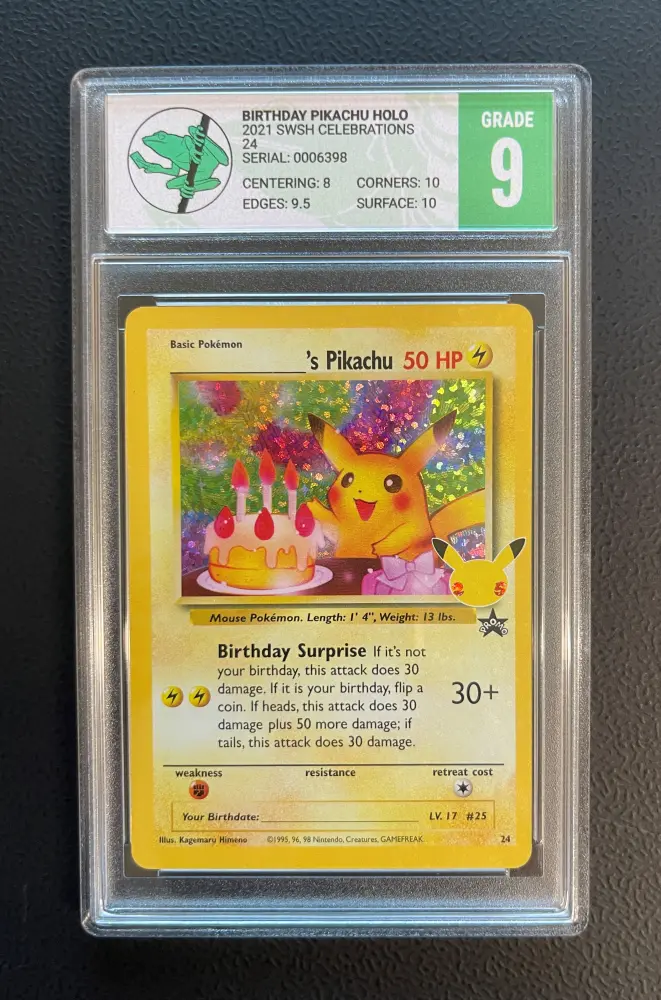 BIRTHDAY PIKACHU HOLO
2021 SWSH CELEBRATIONS
24
SERIAL: 0006398
CENTERING: 8 CORNERS: 10
EDGES: 9.5 SURFACE: 10
GRADE
9
Basic Pokémon
's Pikachu 50 HP
Mouse Pokémon. Length: 1' 4", Weight: 13 lbs.
PROMO
Birthday Surprise If it's not
your birthday, this attack does 30
damage. If it is your birthday, flip a
coin. If heads, this attack does 30
damage plus 50 more damage; if
tails, this attack does 30 damage.
30+
weakness resistance retreat cost
Your Birthdate: LV. 17 #25
Illus. Kagemaru Himeno ©1995, 96, 98 Nintendo, Creatures, GAMEFREAK. 24